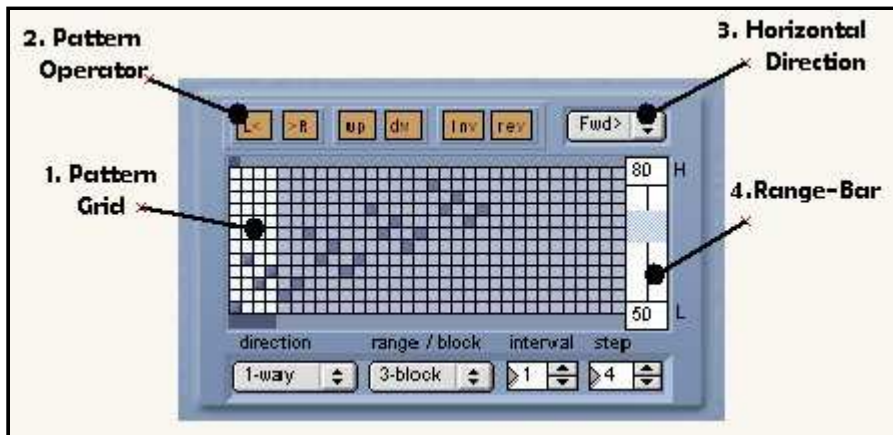 2. Pattern
Operator
3. Horizontal
Direction
L< >R up dn Inv rev Fwd>
1. Pattern
Grid
80 H
4.Range-Bar
50 L
direction range / block interval step
1-way 3-block 1 4